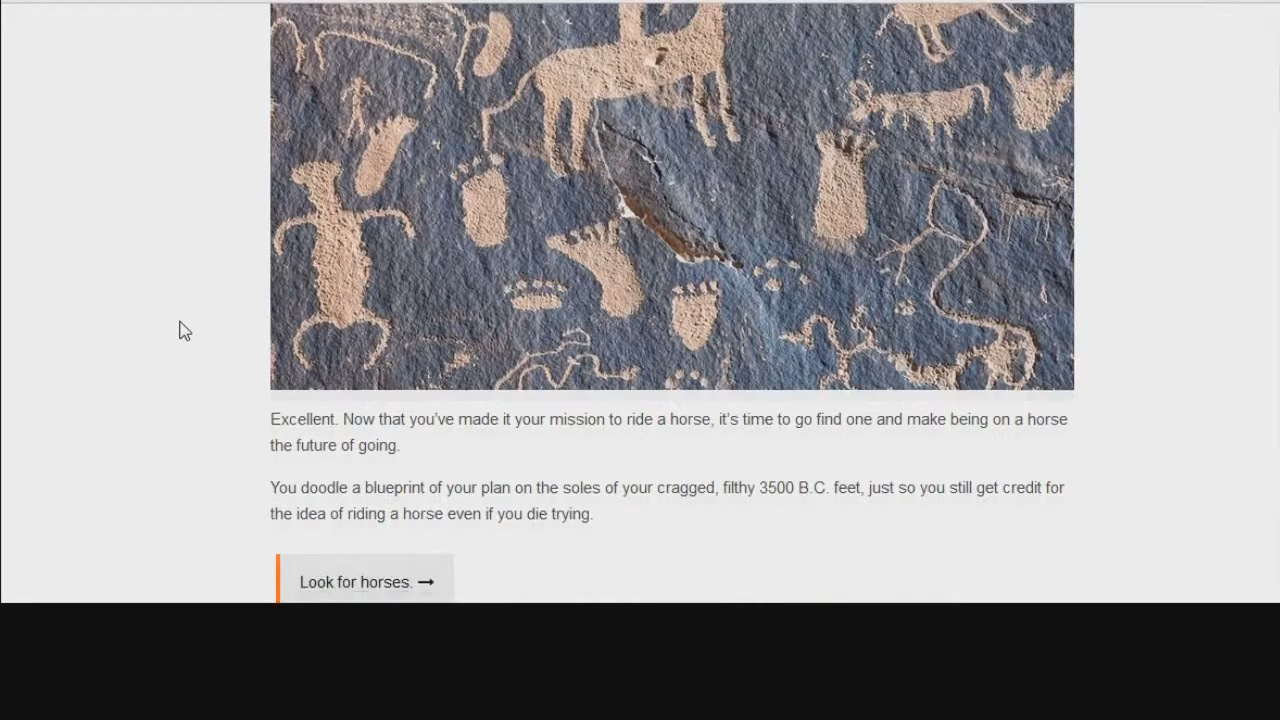 Excellent. Now that you've made it your mission to ride a horse, it's time to go find one and make being on a horse
the future of going.
You doodle a blueprint of your plan on the soles of your cragged, filthy 3500 B.C. feet, just so you still get credit for
the idea of riding a horse even if you die trying.
Look for horses. →